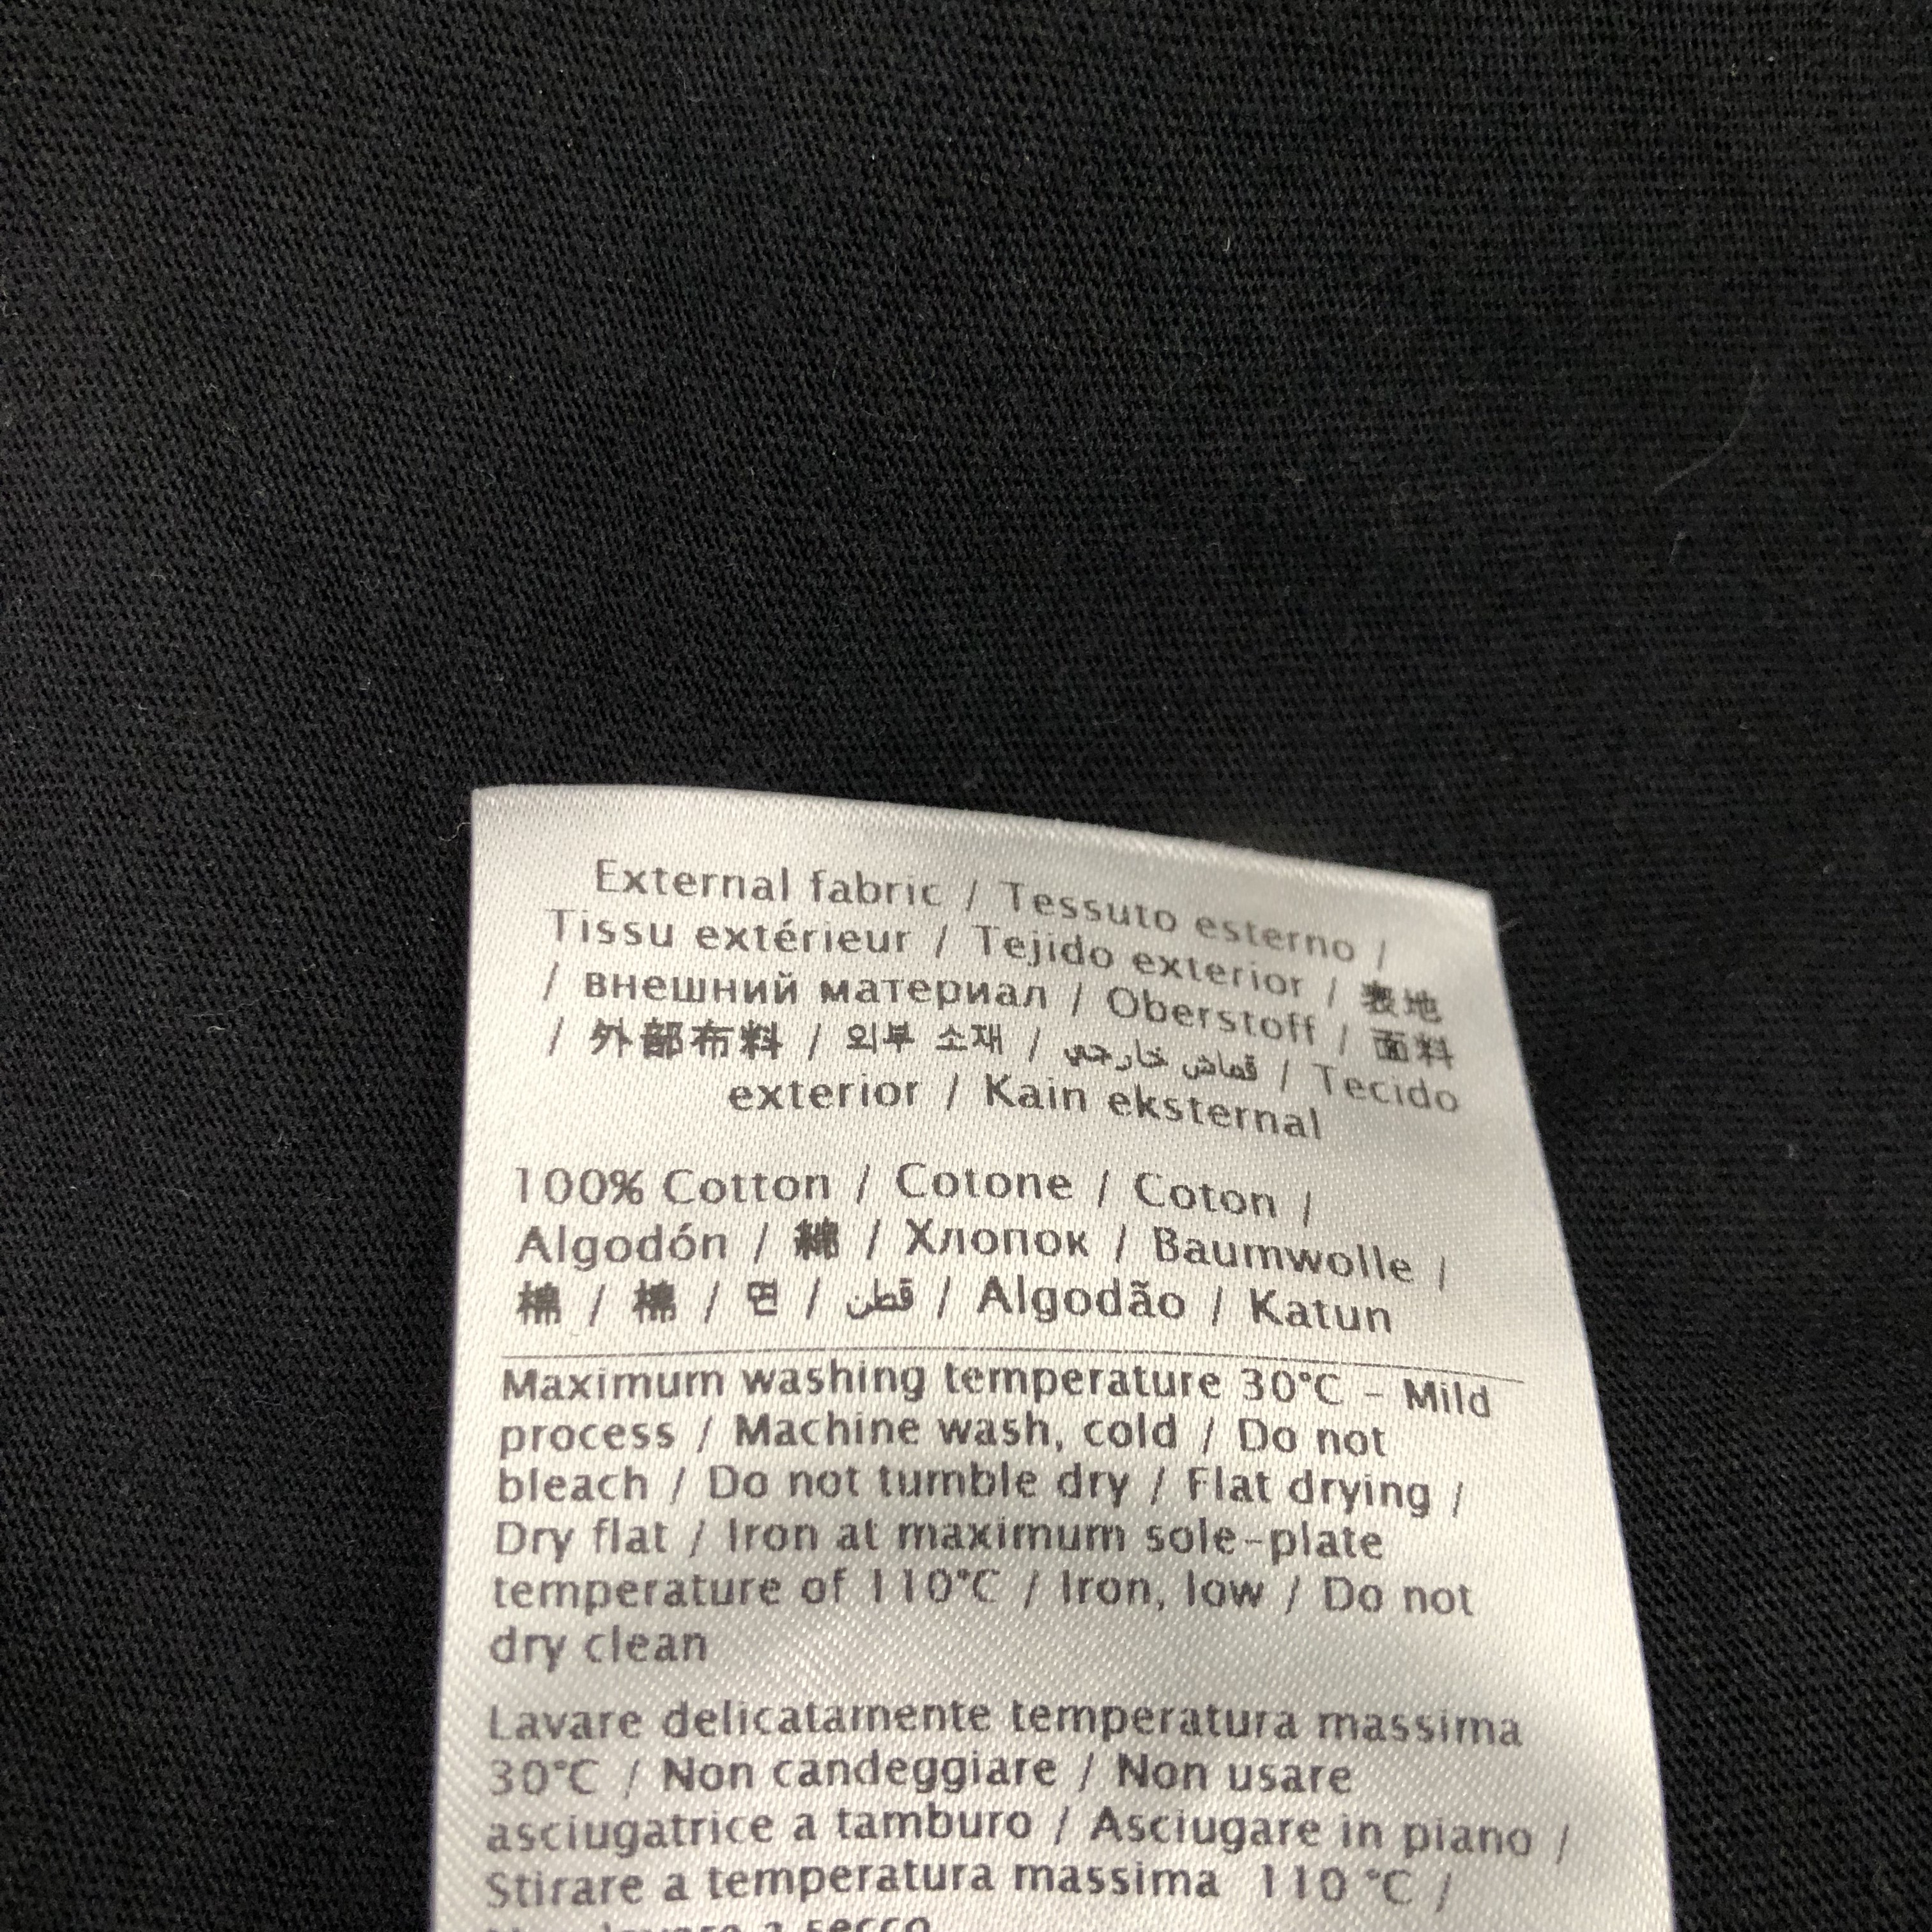 External fabric / Tessuto esterno /
Tissu extérieur / Tejido exterior / 表地
/ внешний материал / Oberstoff / 面料
/ 外部布料 / 외부 소재 / قماش خارجي / Tecido
exterior / Kain eksternal
100% Cotton / Cotone / Coton /
Algodón / 綿 / Хлопок / Baumwolle /
棉 / 棉 / 면 / قطن / Algodão / Katun
Maximum washing temperature 30°C - Mild
process / Machine wash, cold / Do not
bleach / Do not tumble dry / Flat drying /
Dry flat / Iron at maximum sole-plate
temperature of 110°C / Iron, low / Do not
dry clean
Lavare delicatamente temperatura massima
30°C / Non candeggiare / Non usare
asciugatrice a tamburo / Asciugare in piano /
Stirare a temperatura massima 110 °C /
a secco